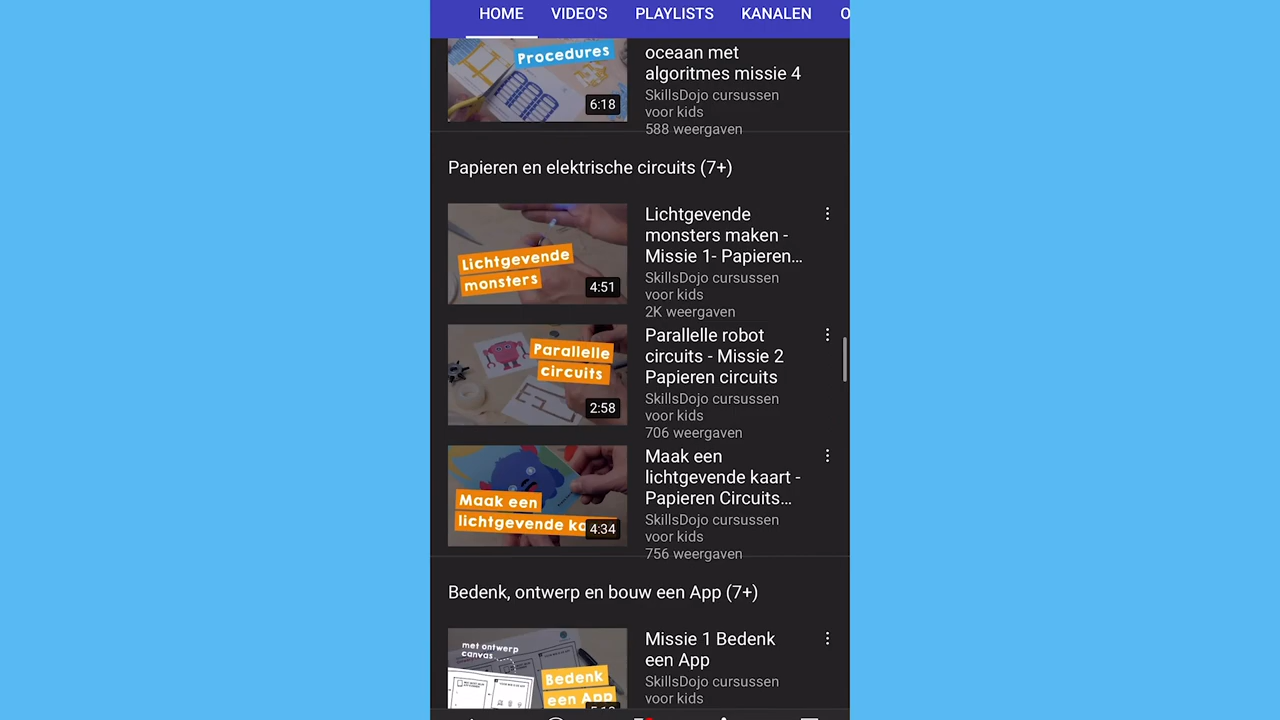 HOME VIDEO'S PLAYLISTS KANALEN O
Procedures
6:18
oceaan met
algoritmes missie 4
SkillsDojo cursussen
voor kids
588 weergaven
Papieren en elektrische circuits (7+)
Lichtgevende
monsters
4:51
Lichtgevende
monsters maken -
Missie 1- Papieren…
SkillsDojo cursussen
voor kids
2K weergaven
Parallelle
circuits
2:58
Parallelle robot
circuits - Missie 2
Papieren circuits
SkillsDojo cursussen
voor kids
706 weergaven
Maak een
lichtgevende ka
4:34
Maak een
lichtgevende kaart -
Papieren Circuits…
SkillsDojo cursussen
voor kids
756 weergaven
Bedenk, ontwerp en bouw een App (7+)
met ontwerp
canvas
Bedenk
een App
Missie 1 Bedenk
een App
SkillsDojo cursussen
voor kids